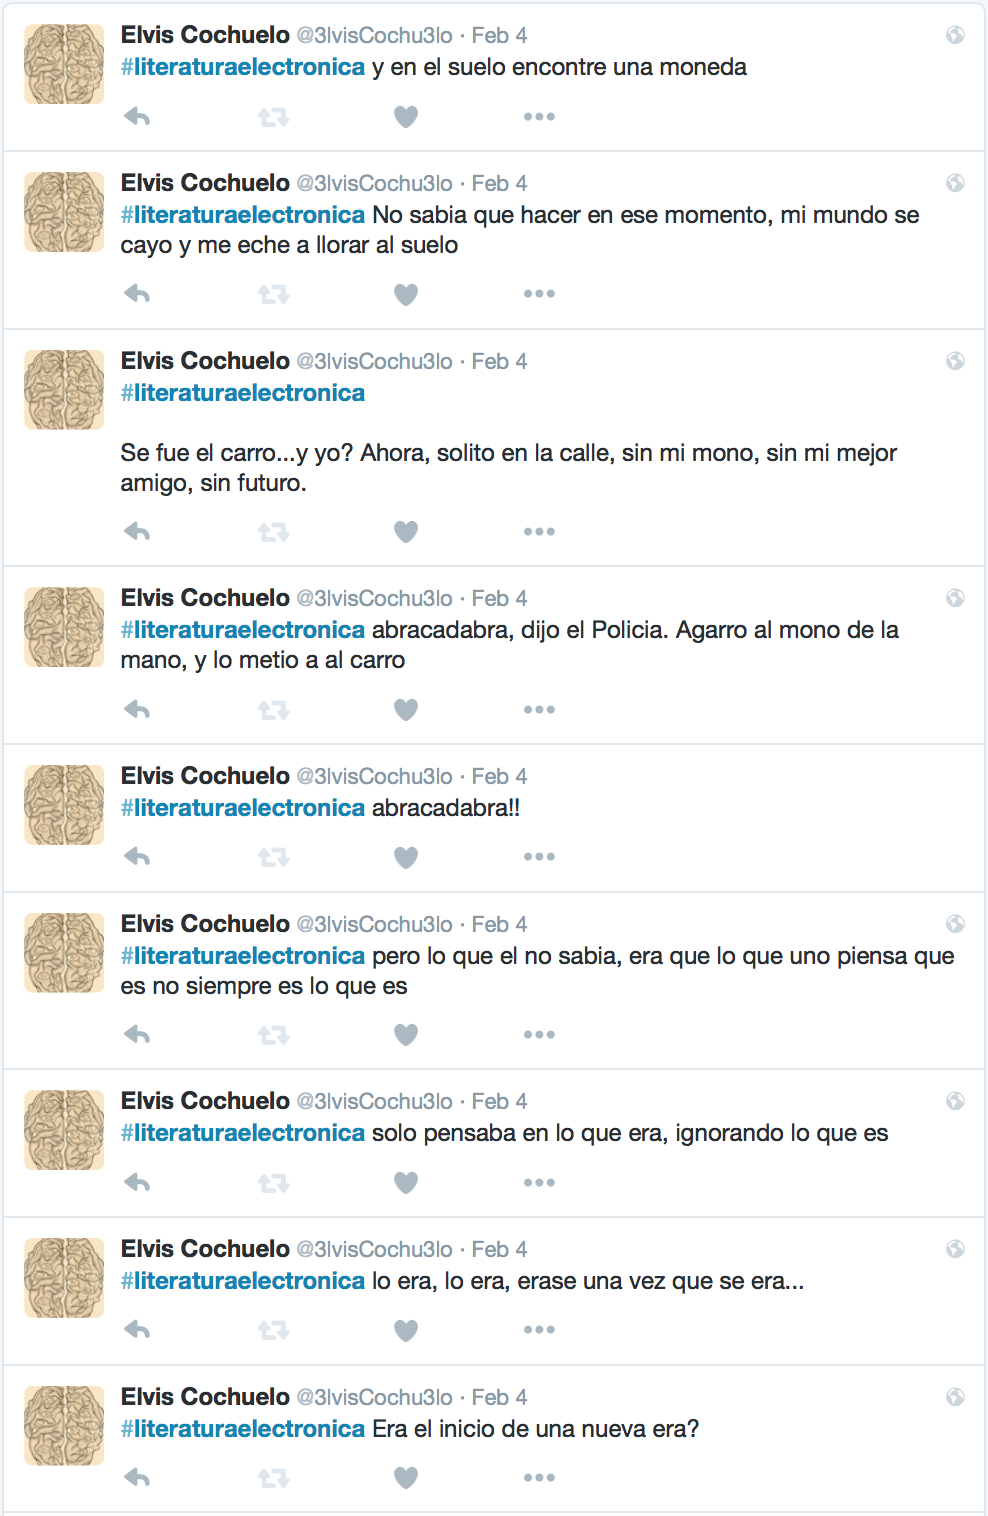 Elvis Cochuelo @3lvisCochu3lo · Feb 4
#literaturaelectronica y en el suelo encontre una moneda
Elvis Cochuelo @3lvisCochu3lo · Feb 4
#literaturaelectronica No sabia que hacer en ese momento, mi mundo se
cayo y me eche a llorar al suelo
Elvis Cochuelo @3lvisCochu3lo · Feb 4
#literaturaelectronica
Se fue el carro...y yo? Ahora, solito en la calle, sin mi mono, sin mi mejor
amigo, sin futuro.
Elvis Cochuelo @3lvisCochu3lo · Feb 4
#literaturaelectronica abracadabra, dijo el Policia. Agarro al mono de la
mano, y lo metio a al carro
Elvis Cochuelo @3lvisCochu3lo · Feb 4
#literaturaelectronica abracadabra!!
Elvis Cochuelo @3lvisCochu3lo · Feb 4
#literaturaelectronica pero lo que el no sabia, era que lo que uno piensa que
es no siempre es lo que es
Elvis Cochuelo @3lvisCochu3lo · Feb 4
#literaturaelectronica solo pensaba en lo que era, ignorando lo que es
Elvis Cochuelo @3lvisCochu3lo · Feb 4
#literaturaelectronica lo era, lo era, erase una vez que se era...
Elvis Cochuelo @3lvisCochu3lo · Feb 4
#literaturaelectronica Era el inicio de una nueva era?